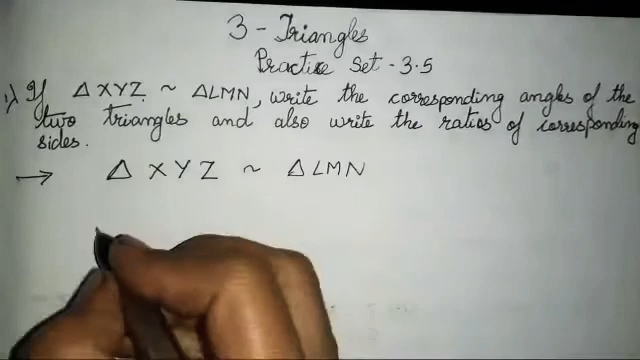 3 - Triangles
Practice Set - 3.5
1) If △ XYZ ~ △LMN, write the corresponding angles of the
two triangles and also write the ratios of corresponding
sides.
→ △ XYZ ~ △LMN